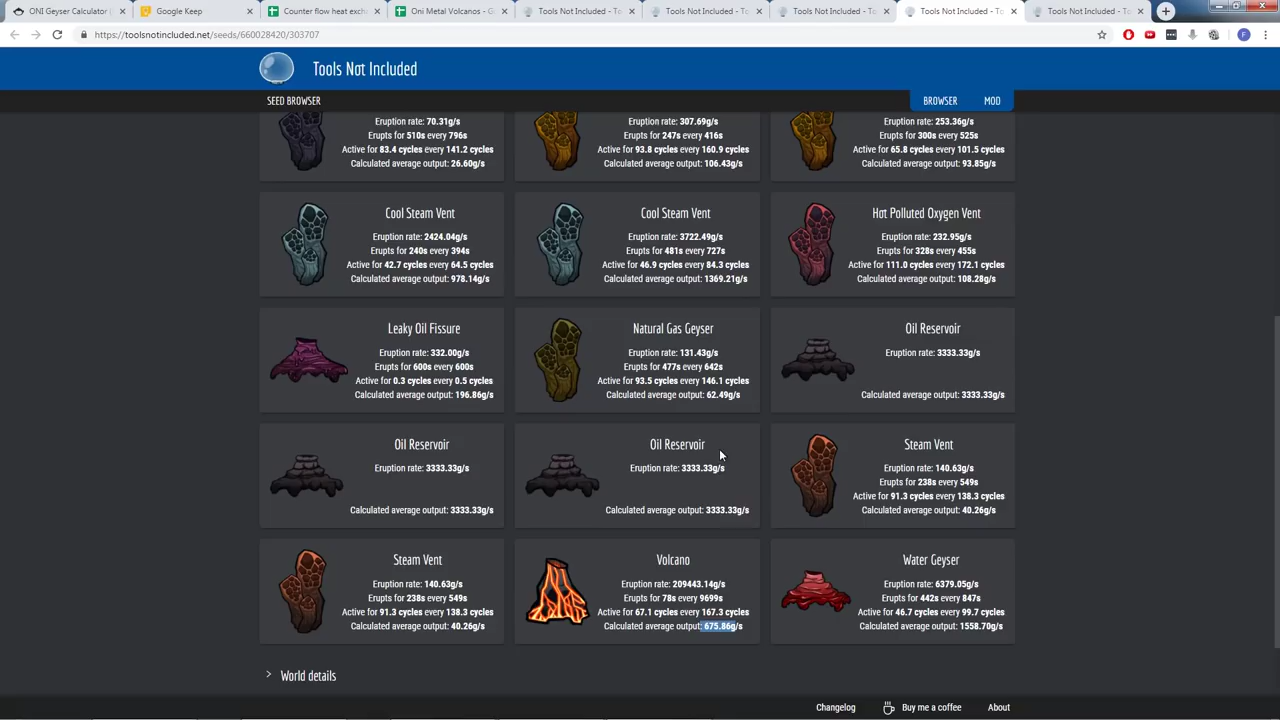 ONI Geyser Calculator (
Google Keep
Counter flow heat exch
Oni Metal Volcanos - G
Tools Not Included - To
Tools Not Included - To
Tools Not Included - To
Tools Not Included - To
Tools Not Included - To
https://toolsnotincluded.net/seeds/660028420/303707
F
Tools Not Included
SEED BROWSER
BROWSER
MOD
Eruption rate: 70.31g/s
Erupts for 510s every 796s
Active for 83.4 cycles every 141.2 cycles
Calculated average output: 26.60g/s
Eruption rate: 307.69g/s
Erupts for 247s every 416s
Active for 93.8 cycles every 160.9 cycles
Calculated average output: 106.43g/s
Eruption rate: 253.36g/s
Erupts for 300s every 525s
Active for 65.8 cycles every 101.5 cycles
Calculated average output: 93.85g/s
Cool Steam Vent
Eruption rate: 2424.04g/s
Erupts for 240s every 394s
Active for 42.7 cycles every 64.5 cycles
Calculated average output: 978.14g/s
Cool Steam Vent
Eruption rate: 3722.49g/s
Erupts for 481s every 727s
Active for 46.9 cycles every 84.3 cycles
Calculated average output: 1369.21g/s
Hot Polluted Oxygen Vent
Eruption rate: 232.95g/s
Erupts for 328s every 455s
Active for 111.0 cycles every 172.1 cycles
Calculated average output: 108.28g/s
Leaky Oil Fissure
Eruption rate: 332.00g/s
Erupts for 600s every 600s
Active for 0.3 cycles every 0.5 cycles
Calculated average output: 196.86g/s
Natural Gas Geyser
Eruption rate: 131.43g/s
Erupts for 477s every 642s
Active for 93.5 cycles every 146.1 cycles
Calculated average output: 62.49g/s
Oil Reservoir
Eruption rate: 3333.33g/s
Calculated average output: 3333.33g/s
Oil Reservoir
Eruption rate: 3333.33g/s
Calculated average output: 3333.33g/s
Oil Reservoir
Eruption rate: 3333.33g/s
Calculated average output: 3333.33g/s
Steam Vent
Eruption rate: 140.63g/s
Erupts for 238s every 549s
Active for 91.3 cycles every 138.3 cycles
Calculated average output: 40.26g/s
Steam Vent
Eruption rate: 140.63g/s
Erupts for 238s every 549s
Active for 91.3 cycles every 138.3 cycles
Calculated average output: 40.26g/s
Volcano
Eruption rate: 209443.14g/s
Erupts for 78s every 9699s
Active for 67.1 cycles every 167.3 cycles
Calculated average output: 675.86g/s
Water Geyser
Eruption rate: 6379.05g/s
Erupts for 442s every 847s
Active for 46.7 cycles every 99.7 cycles
Calculated average output: 1558.70g/s
World details
Changelog
Buy me a coffee
About